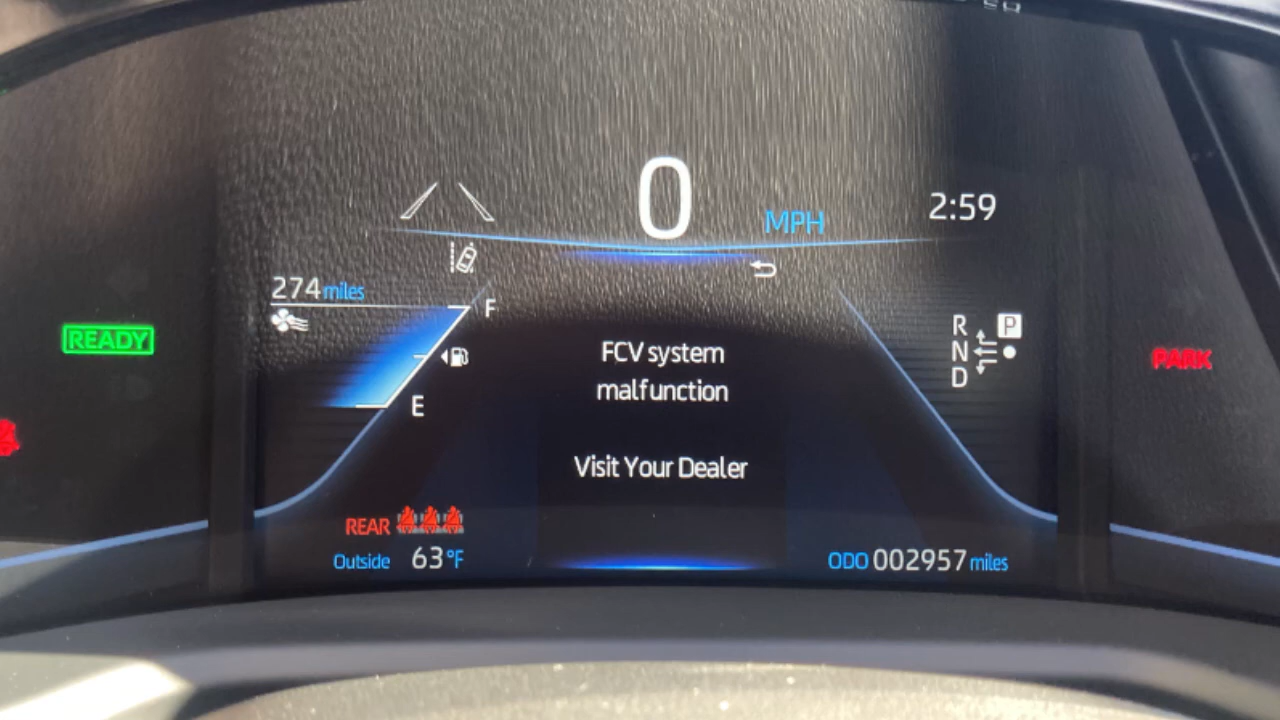 0 MPH
2:59
274 miles
F
E
READY
FCV system
malfunction
Visit Your Dealer
R P
N
D
PARK
REAR
Outside 63°F
ODO 002957 miles